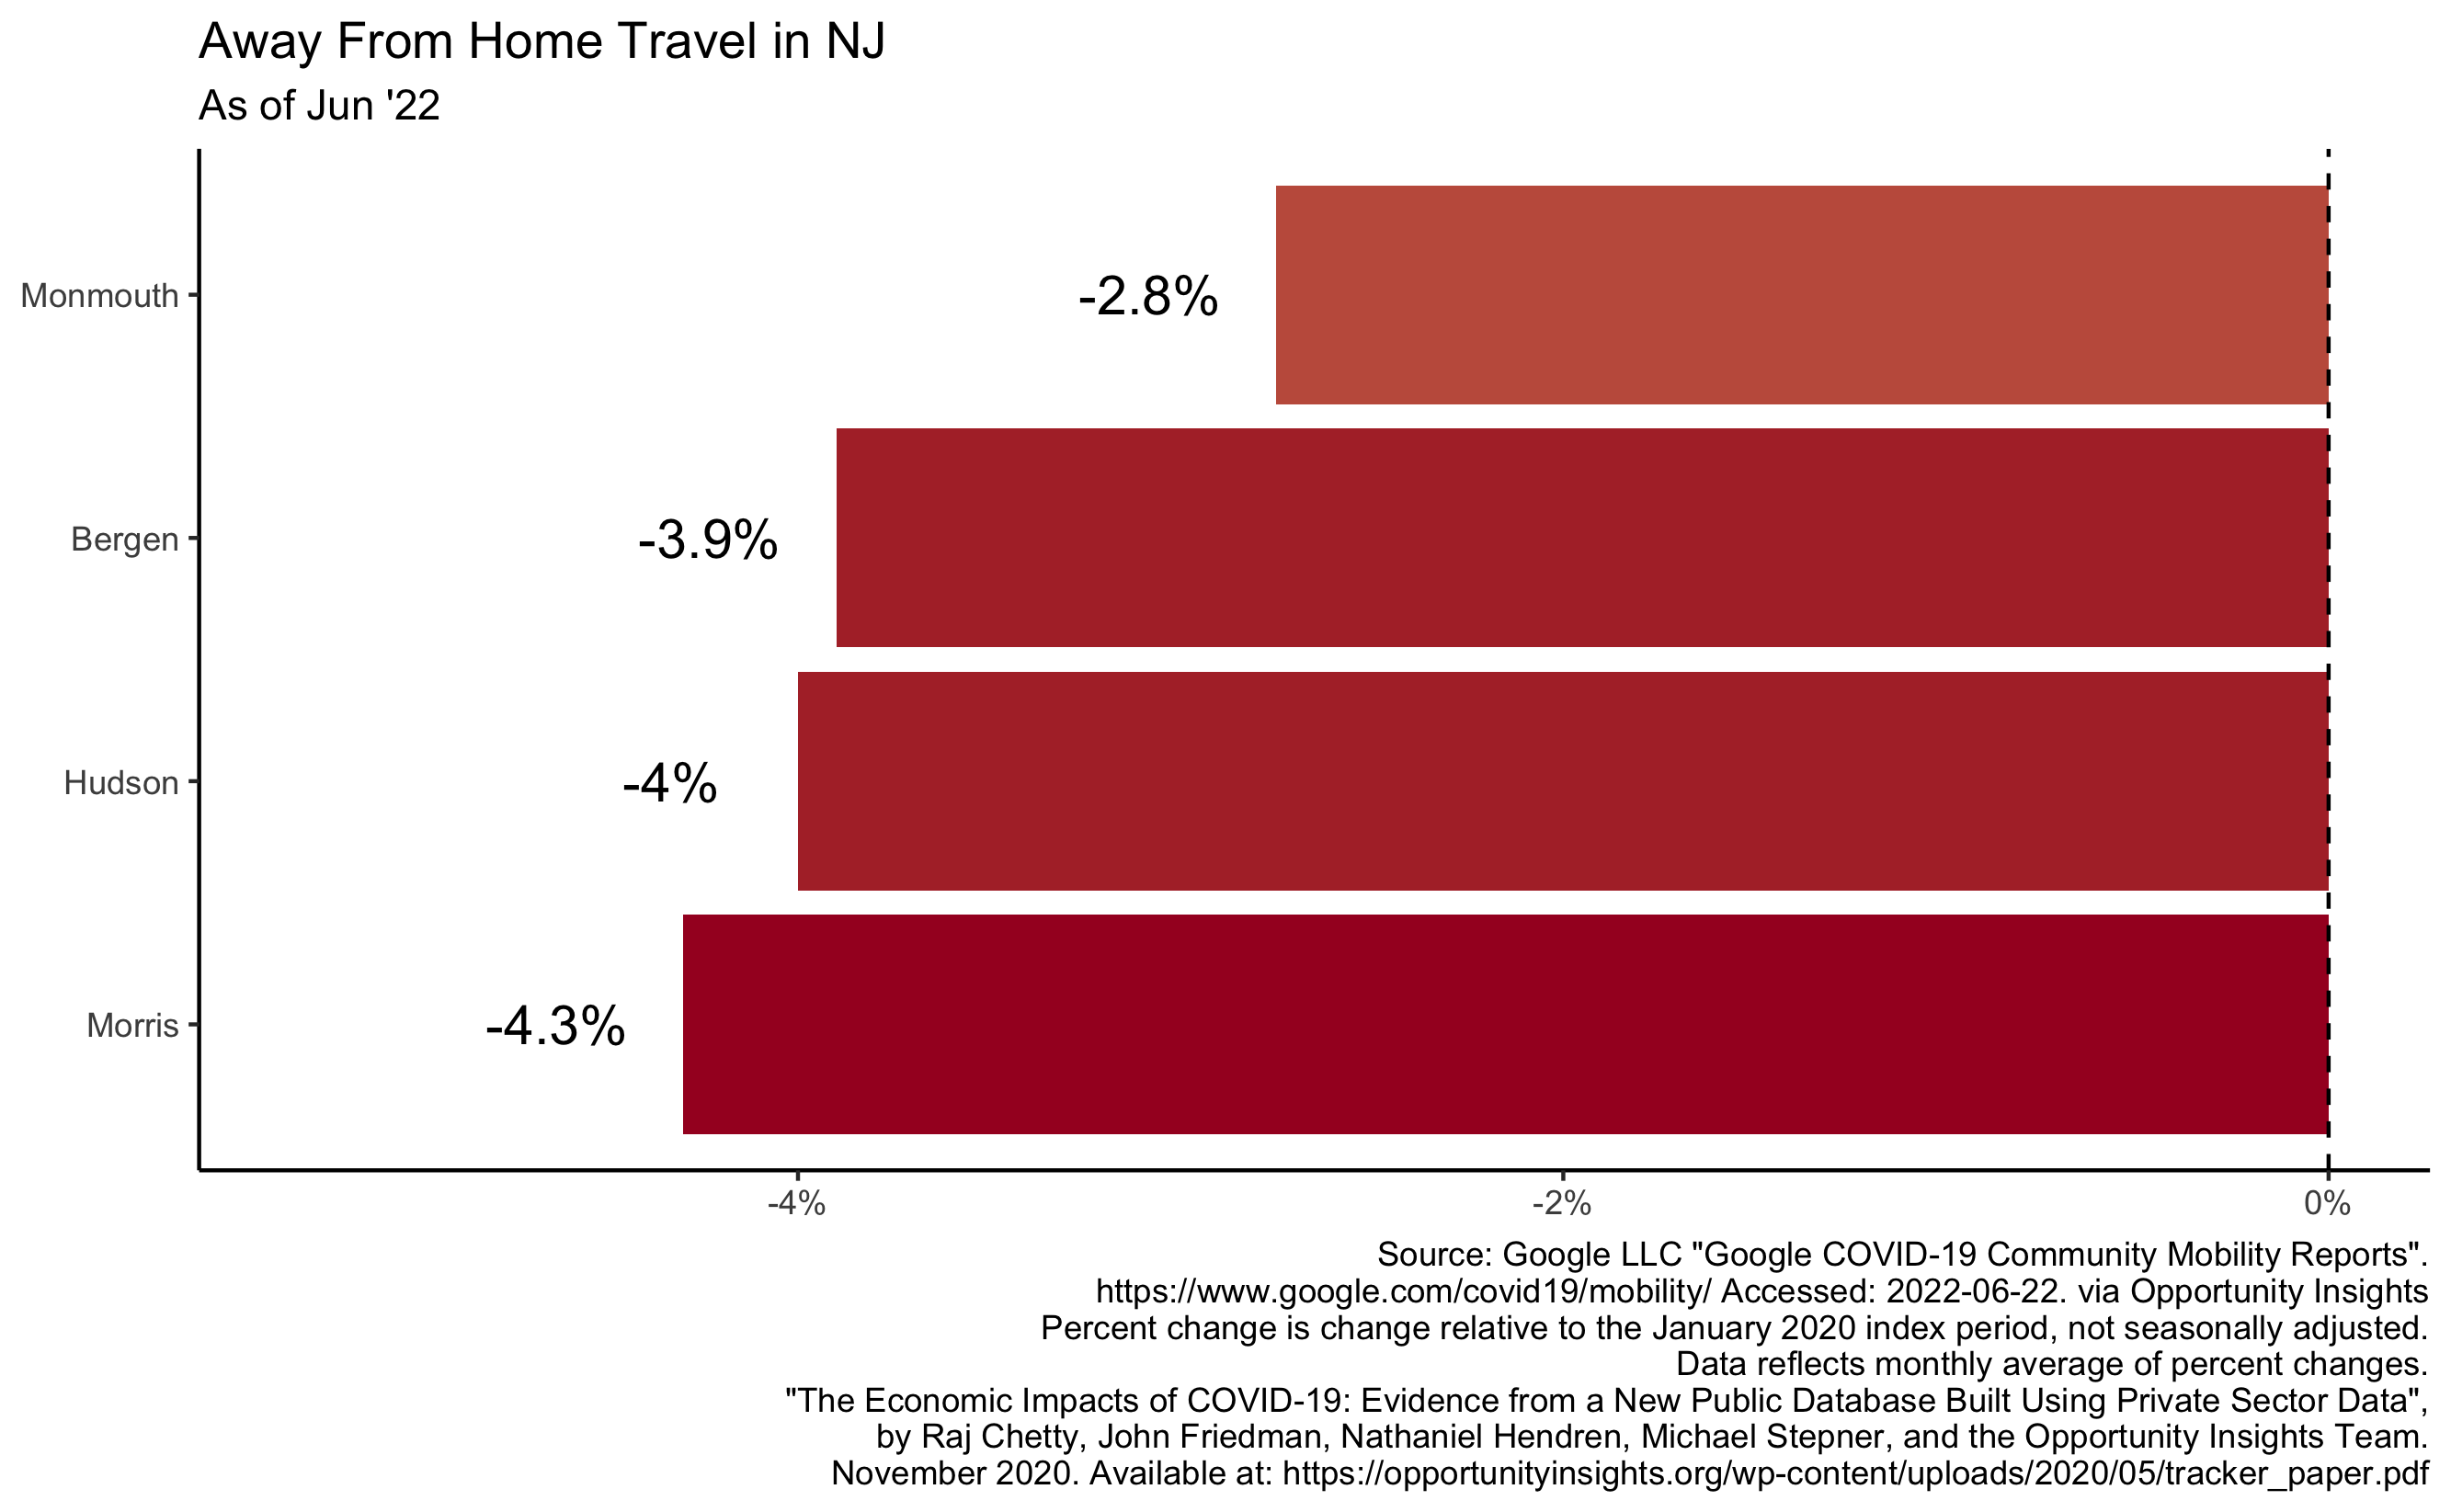 Away From Home Travel in NJ
As of Jun '22
Monmouth
-2.8%
Bergen
-3.9%
Hudson
-4%
Morris
-4.3%
-4%
-2%
0%
Source: Google LLC "Google COVID-19 Community Mobility Reports".
https://www.google.com/covid19/mobility/ Accessed: 2022-06-22. via Opportunity Insights
Percent change is change relative to the January 2020 index period, not seasonally adjusted.
Data reflects monthly average of percent changes.
"The Economic Impacts of COVID-19: Evidence from a New Public Database Built Using Private Sector Data",
by Raj Chetty, John Friedman, Nathaniel Hendren, Michael Stepner, and the Opportunity Insights Team.
November 2020. Available at: https://opportunityinsights.org/wp-content/uploads/2020/05/tracker_paper.pdf